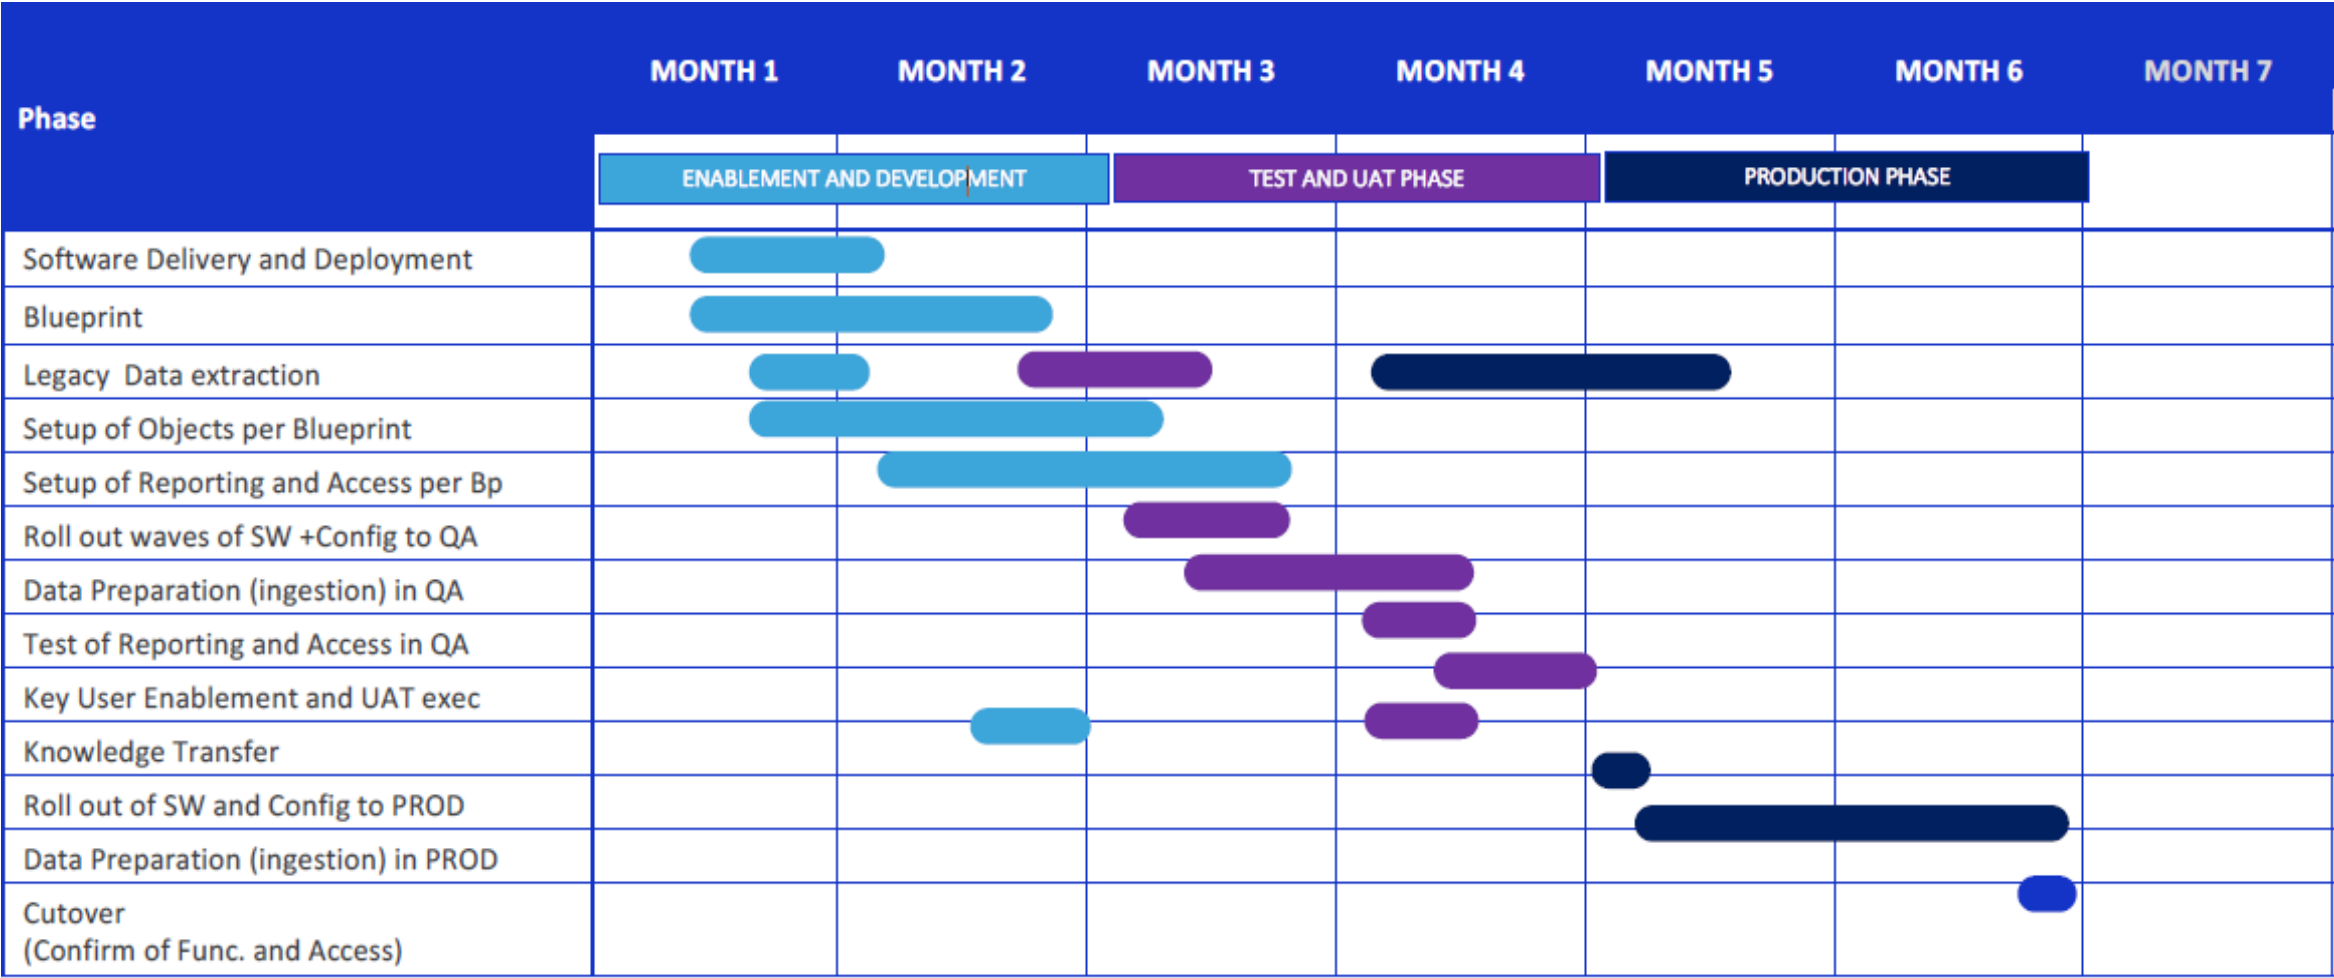 MONTH 1 MONTH 2 MONTH 3 MONTH 4 MONTH 5 MONTH 6 MONTH 7
Phase
ENABLEMENT AND DEVELOPMENT TEST AND UAT PHASE PRODUCTION PHASE
Software Delivery and Deployment
Blueprint
Legacy Data extraction
Setup of Objects per Blueprint
Setup of Reporting and Access per Bp
Roll out waves of SW +Config to QA
Data Preparation (ingestion) in QA
Test of Reporting and Access in QA
Key User Enablement and UAT exec
Knowledge Transfer
Roll out of SW and Config to PROD
Data Preparation (ingestion) in PROD
Cutover
(Confirm of Func. and Access)